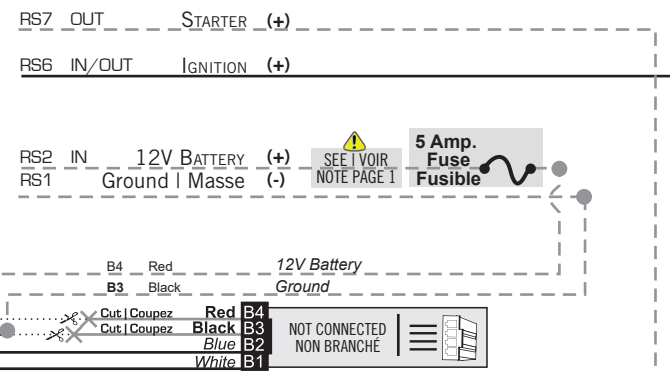 RS7 OUT STARTER (+)
RS6 IN/OUT IGNITION (+)
RS2 IN 12V BATTERY (+)
RS1 Ground | Masse (-)
SEE | VOIR
NOTE PAGE 1
5 Amp.
Fuse
Fusible
B4 Red 12V Battery
B3 Black Ground
Cut | Coupez Red B4
Cut | Coupez Black B3
Blue B2
White B1
NOT CONNECTED
NON BRANCHÉ